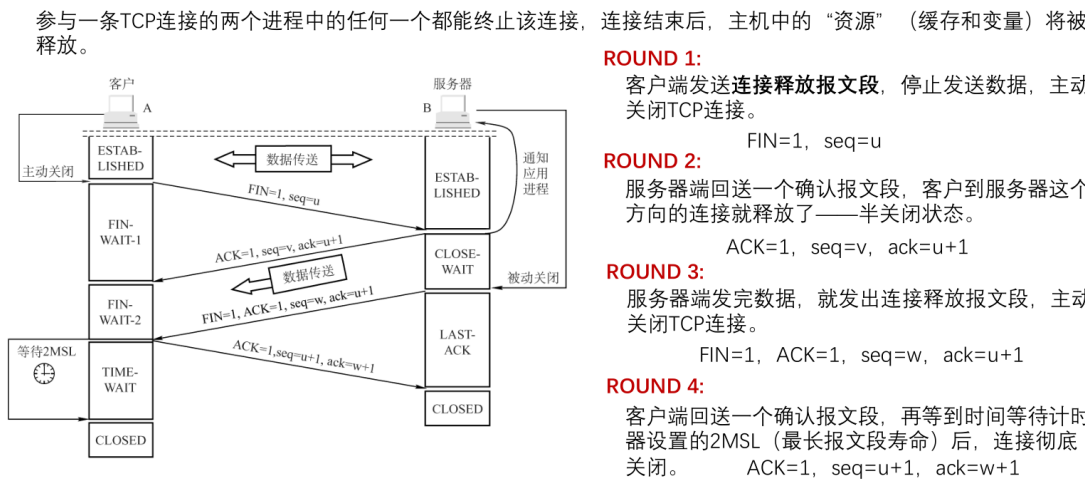 参与一条TCP连接的两个进程中的任何一个都能终止该连接，连接结束后，主机中的“资源”（缓存和变量）将被
释放。
客户
服务器
A
B
ESTAB-
LISHED
数据传送
ESTAB-
LISHED
通知
应用
进程
主动关闭
FIN=1, seq=u
FIN-
WAIT-1
ACK=1, seq=v, ack=u+1
CLOSE-
WAIT
数据传送
被动关闭
FIN=1, ACK=1, seq=w, ack=u+1
FIN-
WAIT-2
LAST-
ACK
等待2MSL
ACK=1,seq=u+1, ack=w+1
TIME-
WAIT
CLOSED
CLOSED
ROUND 1:
客户端发送连接释放报文段，停止发送数据，主动
关闭TCP连接。
FIN=1，seq=u
ROUND 2:
服务器端回送一个确认报文段，客户到服务器这个
方向的连接就释放了——半关闭状态。
ACK=1，seq=v，ack=u+1
ROUND 3:
服务器端发完数据，就发出连接释放报文段，主动
关闭TCP连接。
FIN=1，ACK=1，seq=w，ack=u+1
ROUND 4:
客户端回送一个确认报文段，再等到时间等待计时
器设置的2MSL（最长报文段寿命）后，连接彻底
关闭。 ACK=1，seq=u+1，ack=w+1